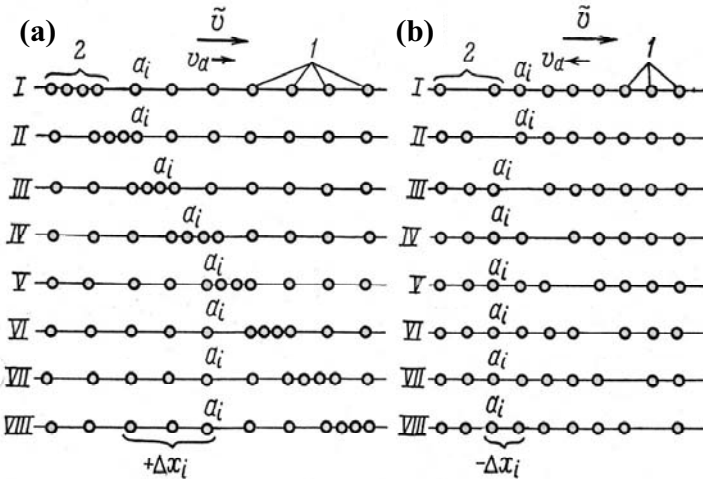 (a) ṽ (b) ṽ
2 v_a → 1 2 v_a ← 1
I a_i I a_i
II a_i II a_i
III a_i III a_i
IV a_i IV a_i
V a_i V a_i
VI a_i VI a_i
VII a_i VII a_i
VIII a_i VIII a_i
+Δx_i -Δx_i